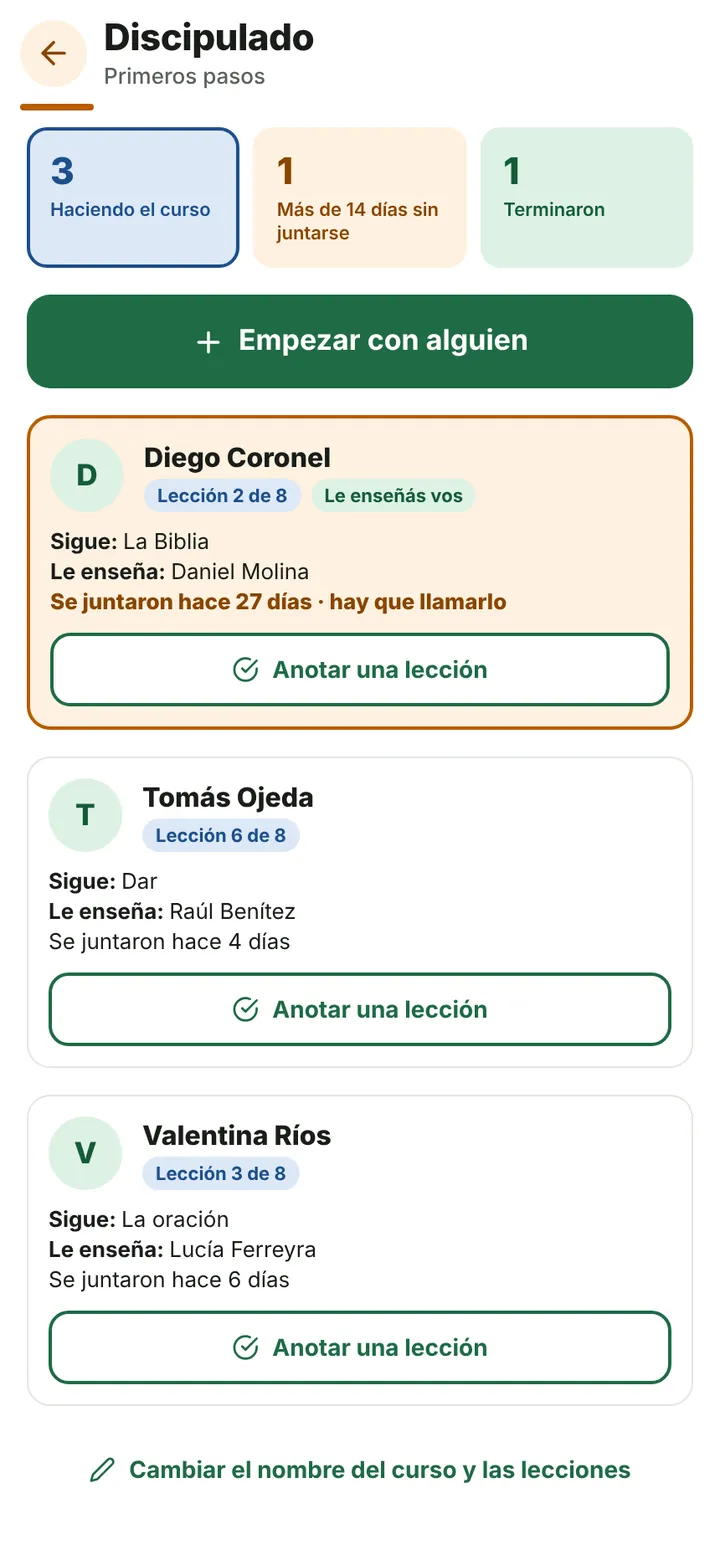 Discipulado
Primeros pasos
3
Haciendo el curso
1
Más de 14 días sin
juntarse
1
Terminaron
Empezar con alguien
D
Diego Coronel
Lección 2 de 8
Le enseñás vos
Sigue: La Biblia
Le enseña: Daniel Molina
Se juntaron hace 27 días · hay que llamarlo
Anotar una lección
T
Tomás Ojeda
Lección 6 de 8
Sigue: Dar
Le enseña: Raúl Benítez
Se juntaron hace 4 días
Anotar una lección
V
Valentina Ríos
Lección 3 de 8
Sigue: La oración
Le enseña: Lucía Ferreyra
Se juntaron hace 6 días
Anotar una lección
Cambiar el nombre del curso y las lecciones